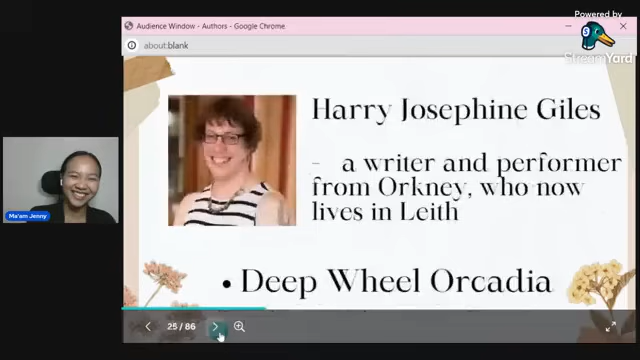 Audience Window - Authors - Google Chrome
Powered by
about:blank
StreamYard
Harry Josephine Giles
- a writer and performer
from Orkney, who now
lives in Leith
Ma'am Jenny
• Deep Wheel Orcadia
25 / 86